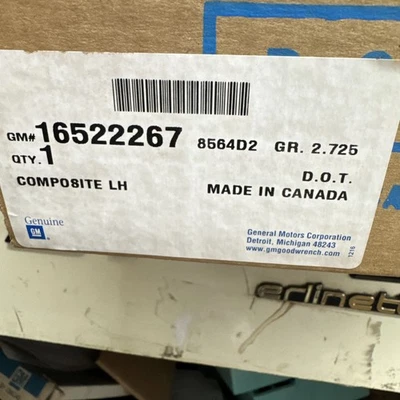 GM# 16522267 8564D2 GR. 2.725
QTY. 1 D.O.T.
COMPOSITE LH MADE IN CANADA
Genuine
GM
General Motors Corporation
Detroit, Michigan 48243
www.gmgoodwrench.com
1216